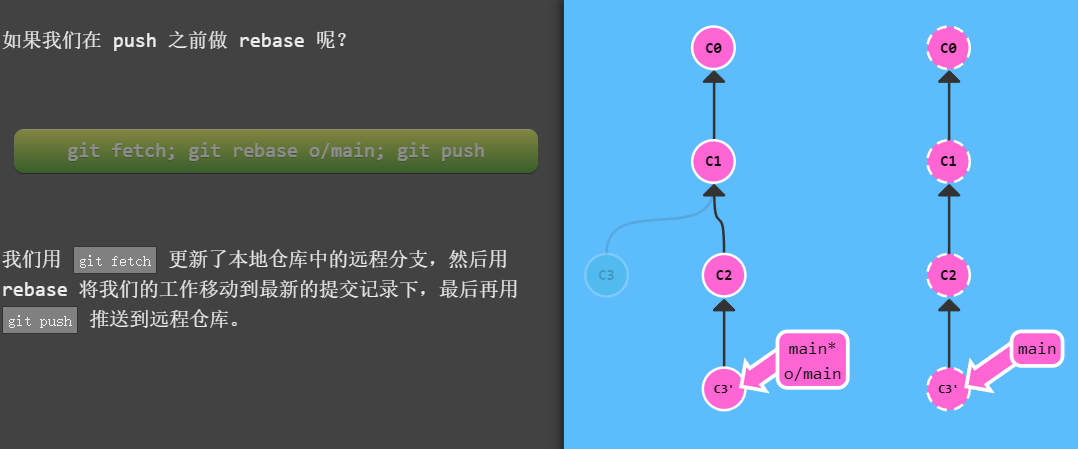 如果我们在 push 之前做 rebase 呢?
git fetch; git rebase o/main; git push
我们用 git fetch 更新了本地仓库中的远程分支，然后用
rebase 将我们的工作移动到最新的提交记录下，最后再用
git push 推送到远程仓库。
C0
C1
C3
C2
main*
o/main
C3'
C0
C1
C2
main
C3'